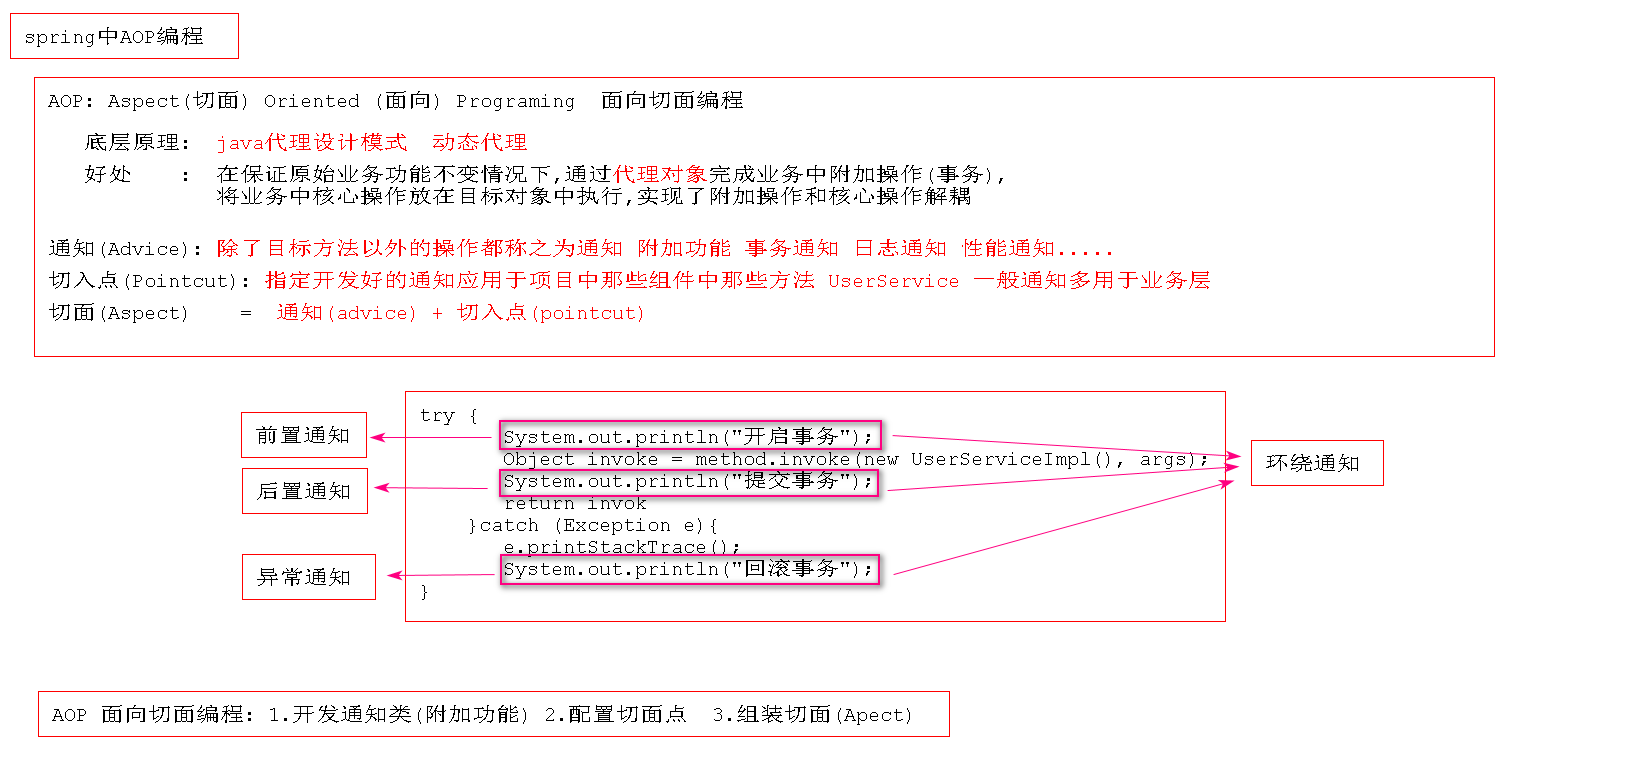 spring中AOP编程
AOP: Aspect(切面) Oriented (面向) Programing 面向切面编程
底层原理: java代理设计模式 动态代理
好处 : 在保证原始业务功能不变情况下,通过代理对象完成业务中附加操作(事务),
将业务中核心操作放在目标对象中执行,实现了附加操作和核心操作解耦
通知(Advice): 除了目标方法以外的操作都称之为通知 附加功能 事务通知 日志通知 性能通知.....
切入点(Pointcut): 指定开发好的通知应用于项目中那些组件中那些方法 UserService 一般通知多用于业务层
切面(Aspect) = 通知(advice) + 切入点(pointcut)
try {
前置通知
System.out.println("开启事务");
Object invoke = method.invoke(new UserServiceImpl(), args);
环绕通知
后置通知
System.out.println("提交事务");
return invok
}catch (Exception e){
e.printStackTrace();
异常通知
System.out.println("回滚事务");
}
AOP 面向切面编程: 1.开发通知类(附加功能) 2.配置切面点 3.组装切面(Apect)